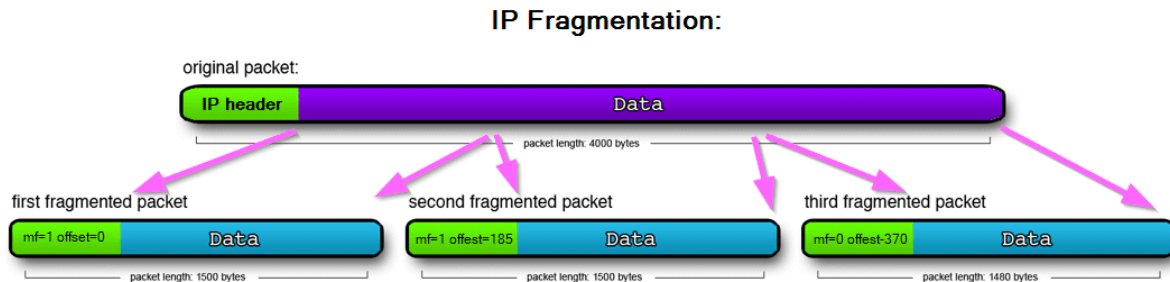 IP Fragmentation:
original packet:
IP header Data
packet length: 4000 bytes
first fragmented packet second fragmented packet third fragmented packet
mf=1 offset=0 Data mf=1 offest=185 Data mf=0 offest-370 Data
packet length: 1500 bytes packet length: 1500 bytes packet length: 1480 bytes